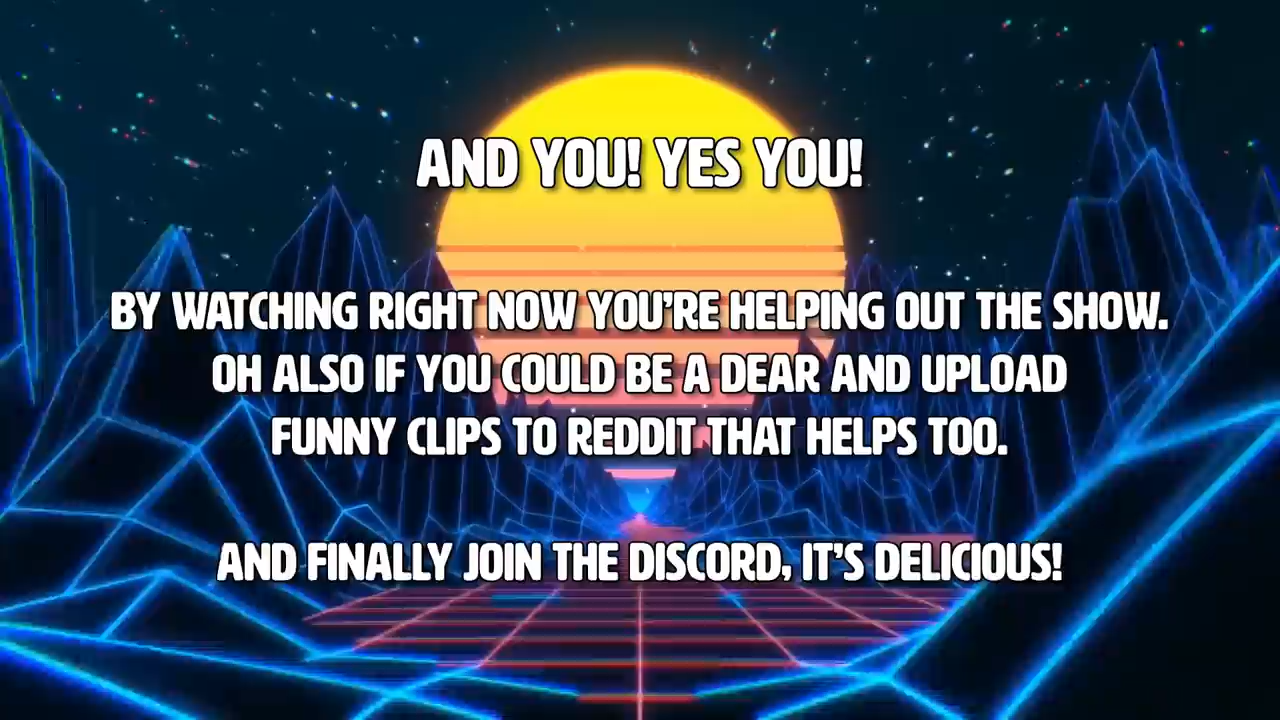 AND YOU! YES YOU!
BY WATCHING RIGHT NOW YOU'RE HELPING OUT THE SHOW.
OH ALSO IF YOU COULD BE A DEAR AND UPLOAD
FUNNY CLIPS TO REDDIT THAT HELPS TOO.
AND FINALLY JOIN THE DISCORD, IT'S DELICIOUS!